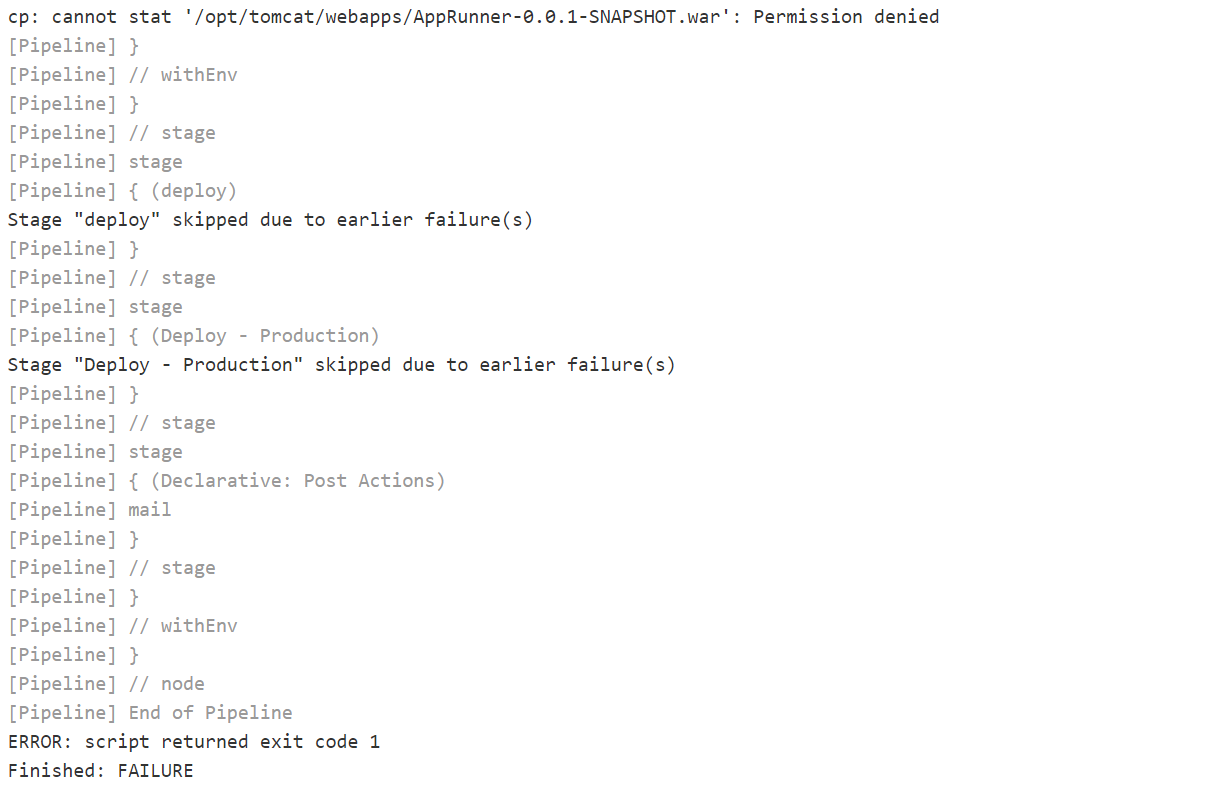 cp: cannot stat '/opt/tomcat/webapps/AppRunner-0.0.1-SNAPSHOT.war': Permission denied
[Pipeline] }
[Pipeline] // withEnv
[Pipeline] }
[Pipeline] // stage
[Pipeline] stage
[Pipeline] { (deploy)
Stage "deploy" skipped due to earlier failure(s)
[Pipeline] }
[Pipeline] // stage
[Pipeline] stage
[Pipeline] { (Deploy - Production)
Stage "Deploy - Production" skipped due to earlier failure(s)
[Pipeline] }
[Pipeline] // stage
[Pipeline] stage
[Pipeline] { (Declarative: Post Actions)
[Pipeline] mail
[Pipeline] }
[Pipeline] // stage
[Pipeline] }
[Pipeline] // withEnv
[Pipeline] }
[Pipeline] // node
[Pipeline] End of Pipeline
ERROR: script returned exit code 1
Finished: FAILURE